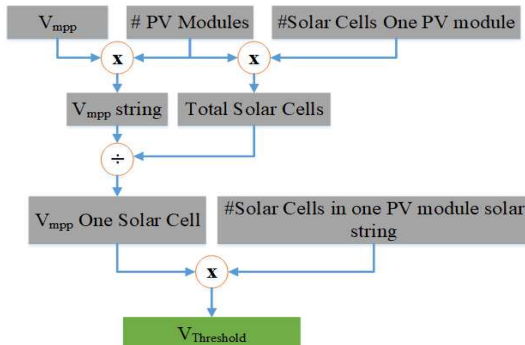 Vmpp
# PV Modules
#Solar Cells One PV module
x
x
Vmpp string
Total Solar Cells
÷
Vmpp One Solar Cell
#Solar Cells in one PV module solar
string
x
VThreshold